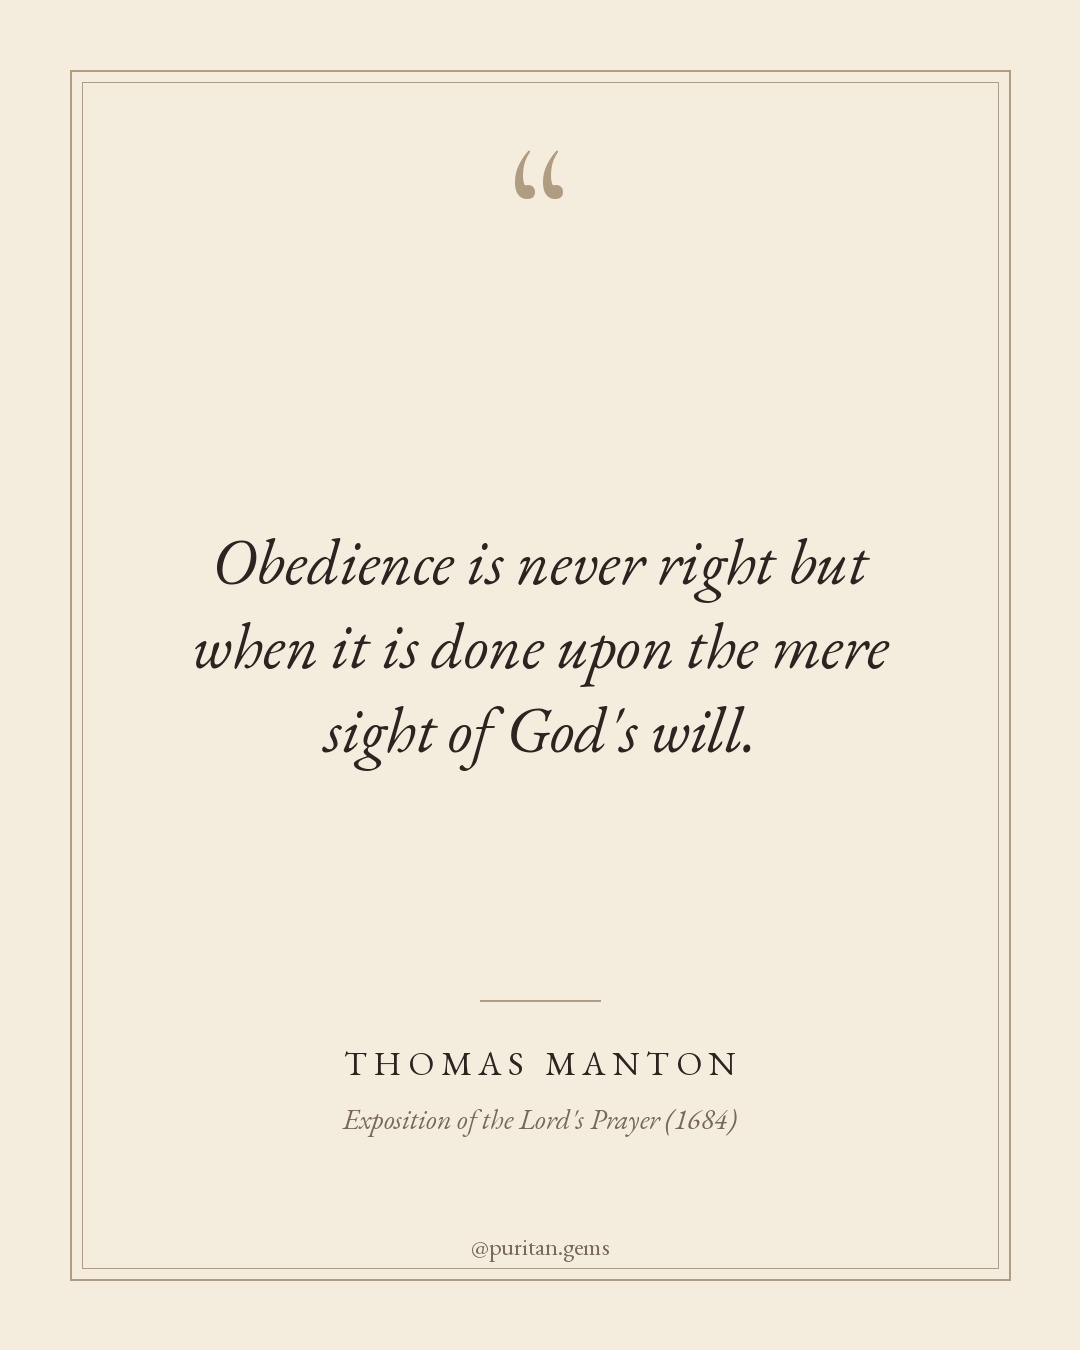 “
Obedience is never right but
when it is done upon the mere
sight of God's will.
THOMAS MANTON
Exposition of the Lord's Prayer (1684)
@puritan.gems